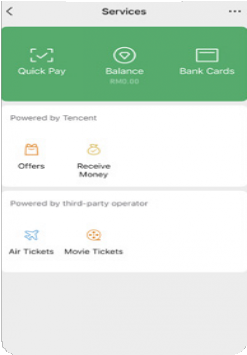 Services
Quick Pay
Balance
Bank Cards
RM0.00
Powered by Tencent
Offers
Receive
Money
Powered by third-party operator
Air Tickets
Movie Tickets